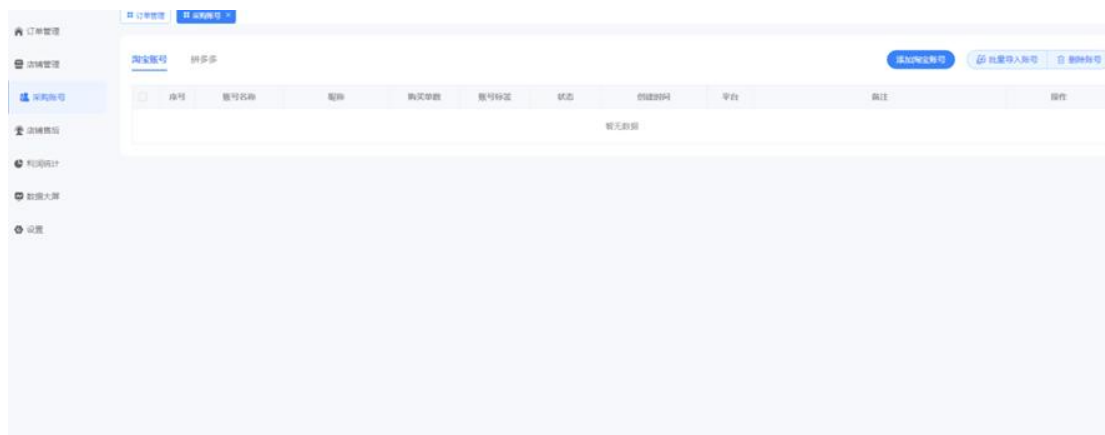 订单管理 采购账号 ×
订单管理
店铺管理
采购账号
店铺售后
利润统计
数据大屏
设置
淘宝账号 拼多多 添加淘宝账号 批量导入账号 删除账号
序号 账号名称 昵称 购买单数 账号标签 状态 创建时间 平台 备注 操作
暂无数据